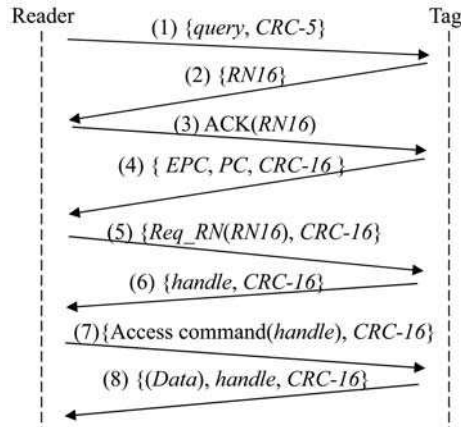 Reader Tag
(1) {query, CRC-5}
(2) {RN16}
(3) ACK(RN16)
(4) { EPC, PC, CRC-16 }
(5) {Req_RN(RN16), CRC-16}
(6) {handle, CRC-16}
(7){Access command(handle), CRC-16}
(8) {(Data), handle, CRC-16}